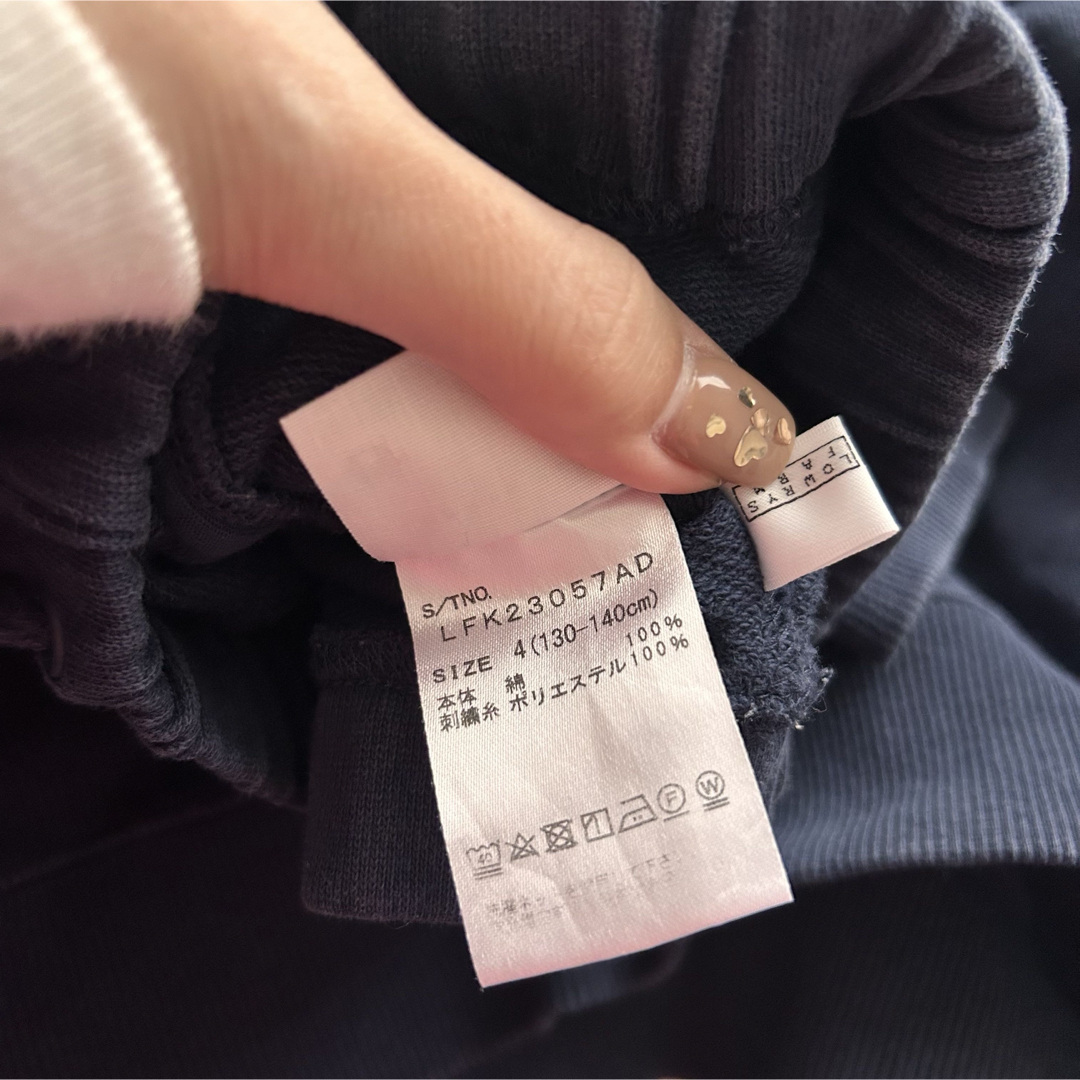 S/TNO.
LFK23057AD
SIZE 4(130-140cm)
本体 綿 100%
刺繍糸 ポリエステル100%
40
F
W
LOWRYS
FARM